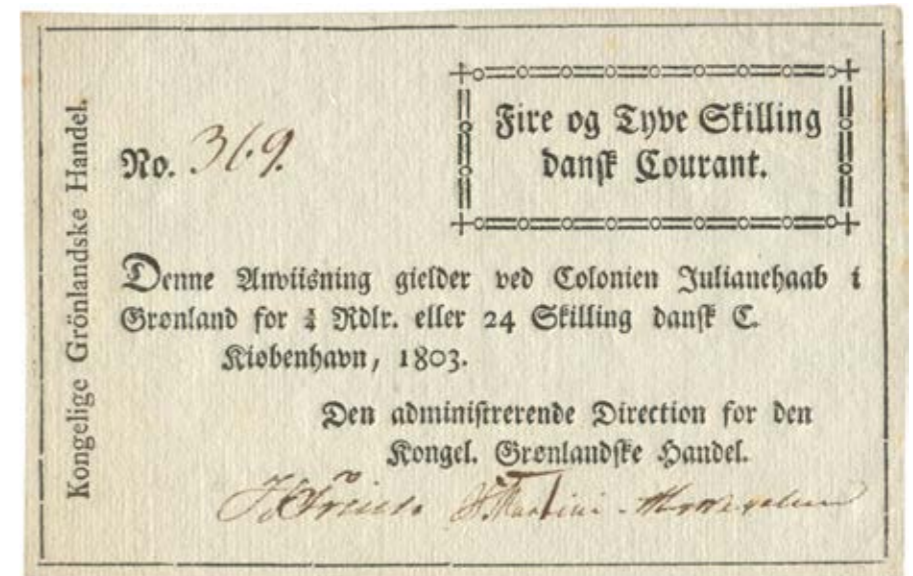 Kongelige Grönlandske Handel.
No. 369.
Fire og Tyve Skilling
dansk Courant.
Denne Anviisning gielder ved Colonien Julianehaab i
Grønland for ¼ Rdlr. eller 24 Skilling dansk C.
Kiøbenhavn, 1803.
Den administrerende Direction for den
Kongel. Grønlandske Handel.